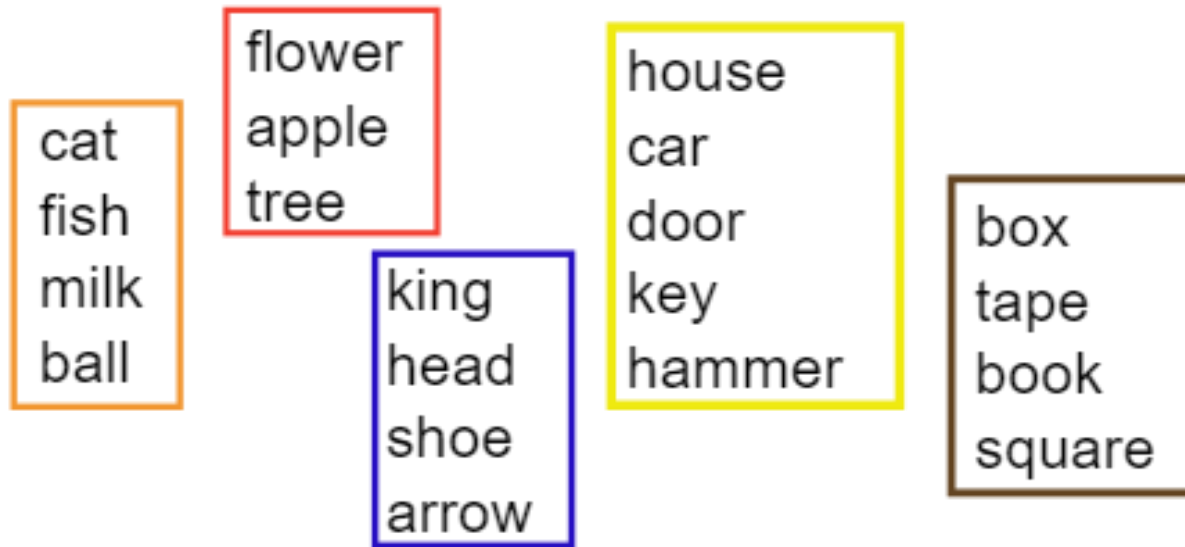 cat
fish
milk
ball
flower
apple
tree
king
head
shoe
arrow
house
car
door
key
hammer
box
tape
book
square